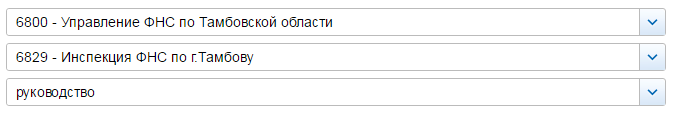 6800 - Управление ФНС по Тамбовской области
6829 - Инспекция ФНС по г.Тамбову
руководство